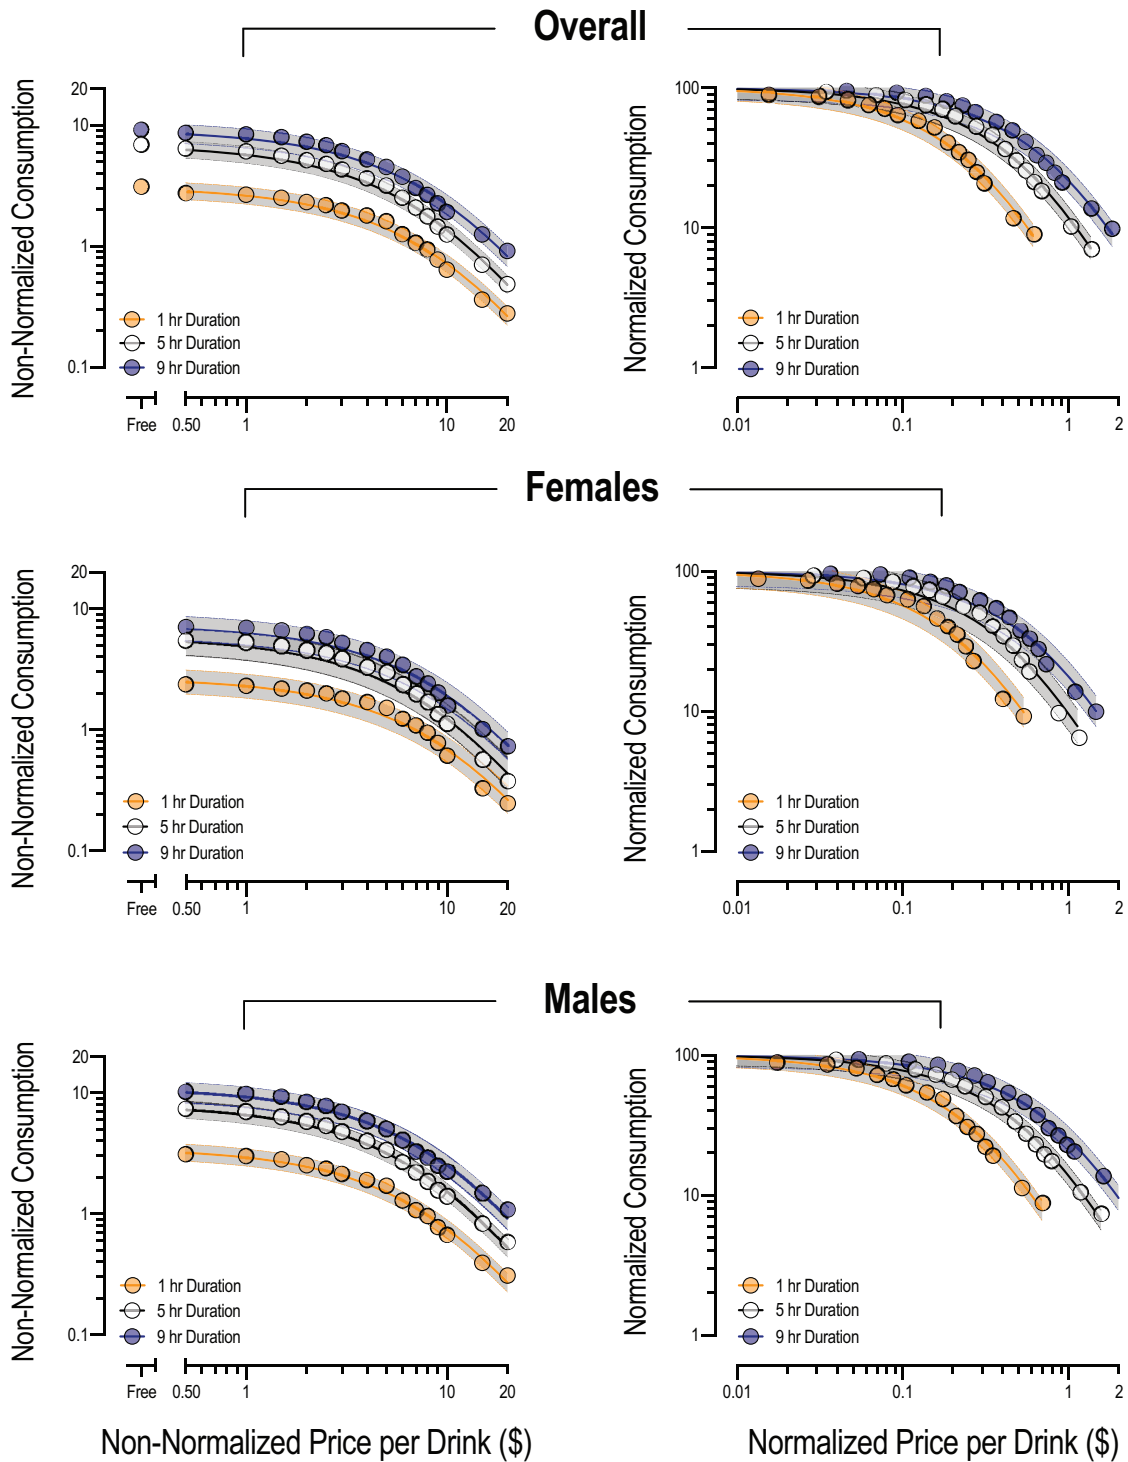 Overall
Non-Normalized Consumption
20
10
1
0.1
1 hr Duration
5 hr Duration
9 hr Duration
Free 0.50 1 10 20
Normalized Consumption
100
10
1
1 hr Duration
5 hr Duration
9 hr Duration
0.01 0.1 1 2
Females
Non-Normalized Consumption
20
10
1
0.1
1 hr Duration
5 hr Duration
9 hr Duration
Free 0.50 1 10 20
Normalized Consumption
100
10
1
1 hr Duration
5 hr Duration
9 hr Duration
0.01 0.1 1 2
Males
Non-Normalized Consumption
20
10
1
0.1
1 hr Duration
5 hr Duration
9 hr Duration
Free 0.50 1 10 20
Non-Normalized Price per Drink ($)
Normalized Consumption
100
10
1
1 hr Duration
5 hr Duration
9 hr Duration
0.01 0.1 1 2
Normalized Price per Drink ($)